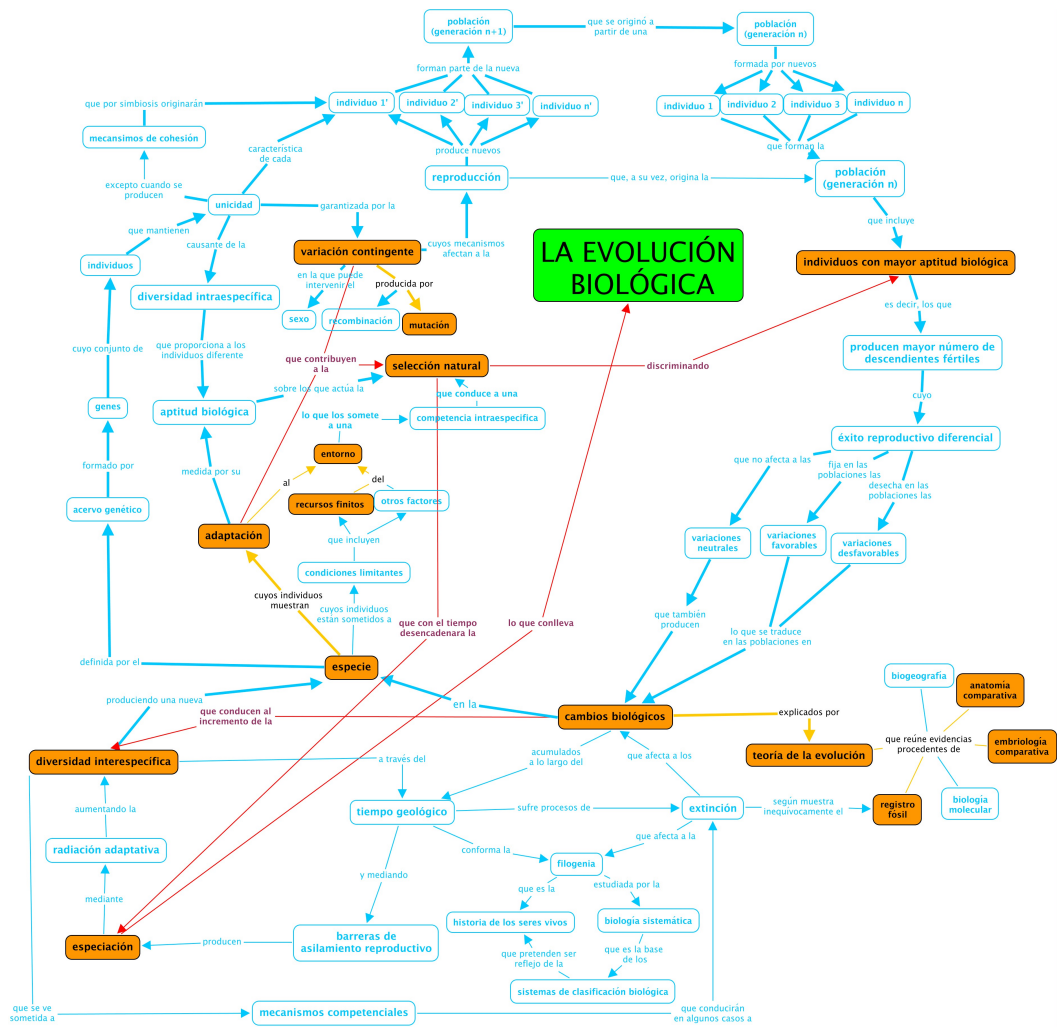 población
(generación n+1)
que se originó a
partir de una
población
(generación n)
forman parte de la nueva
formada por nuevos
que por simbiosis originarán
individuo 1'
individuo 2'
individuo 3'
individuo n'
individuo 1
individuo 2
individuo 3
individuo n
mecansimos de cohesión
característica
de cada
produce nuevos
que forman la
excepto cuando se
producen
reproducción
que, a su vez, origina la
población
(generación n)
unicidad
garantizada por la
que mantienen
que incluye
individuos
causante de la
variación contingente
cuyos mecanismos
afectan a la
LA EVOLUCIÓN
BIOLÓGICA
individuos con mayor aptitud biológica
en la que puede
intervenir el
producida por
diversidad intraespecífica
es decir, los que
sexo
recombinación
mutación
cuyo conjunto de
que proporciona a los
individuos diferente
producen mayor número de
descendientes fértiles
que contribuyen
a la
selección natural
discriminando
sobre los que actúa la
que conduce a una
cuyo
genes
aptitud biológica
lo que los somete
a una
competencia intraespecifica
éxito reproductivo diferencial
entorno
formado por
medida por su
al
del
que no afecta a las
fija en las
poblaciones las
desecha en las
poblaciones las
acervo genético
recursos finitos
otros factores
adaptación
que incluyen
variaciones
neutrales
variaciones
favorables
variaciones
desfavorables
condiciones limitantes
cuyos individuos
muestran
cuyos individuos
están sometidos a
que con el tiempo
desencadenara la
lo que conlleva
que también
producen
lo que se traduce
en las poblaciones en
definida por el
especie
biogeografía
anatomía
comparativa
produciendo una nueva
en la
que conducen al
incremento de la
cambios biológicos
explicados por
que reúne evidencias
procedentes de
embriología
comparativa
diversidad interespecífica
a través del
acumulados
a lo largo del
que afecta a los
teoría de la evolución
aumentando la
tiempo geológico
sufre procesos de
extinción
según muestra
inequivocamente el
registro
fósil
biología
molecular
radiación adaptativa
conforma la
que afecta a la
filogenia
y mediando
que es la
estudiada por la
mediante
historia de los seres vivos
biología sistemática
especiación
producen
barreras de
asilamiento reproductivo
que pretenden ser
reflejo de la
que es la base
de los
sistemas de clasificación biológica
que se ve
sometida a
mecanismos competenciales
que conducirán
en algunos casos a